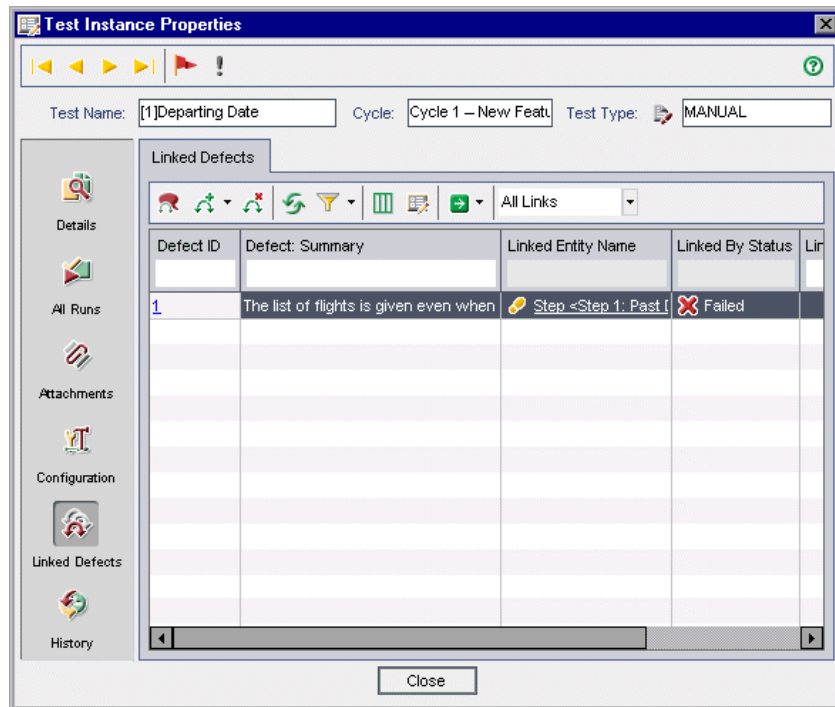 Test Instance Properties
Test Name: [1]Departing Date Cycle: Cycle 1 – New Featu Test Type: MANUAL
Linked Defects
All Links
Details
All Runs
Attachments
Configuration
Linked Defects
History
Defect ID Defect: Summary Linked Entity Name Linked By Status Lin
1 The list of flights is given even when Step <Step 1: Past D Failed
Close